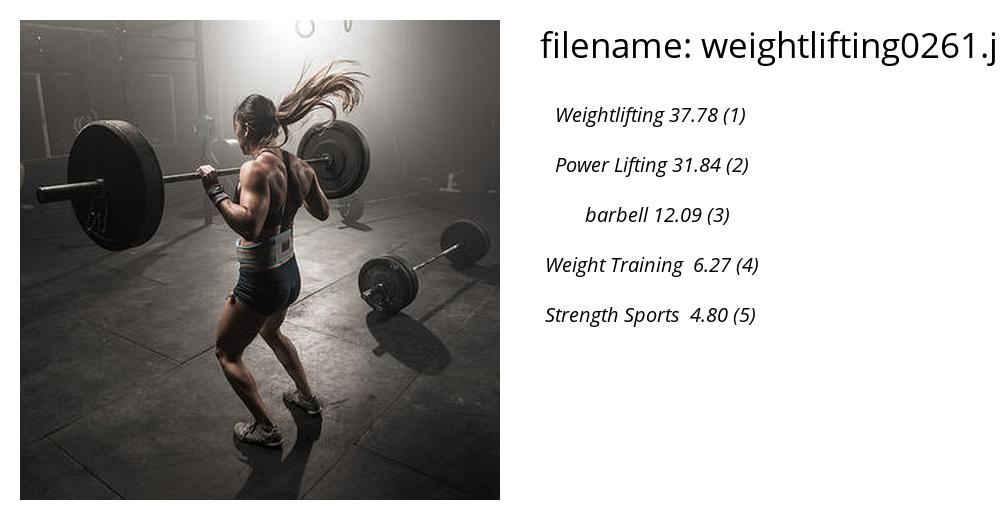 filename: weightlifting0261.j
Weightlifting 37.78 (1)
Power Lifting 31.84 (2)
barbell 12.09 (3)
Weight Training 6.27 (4)
Strength Sports 4.80 (5)